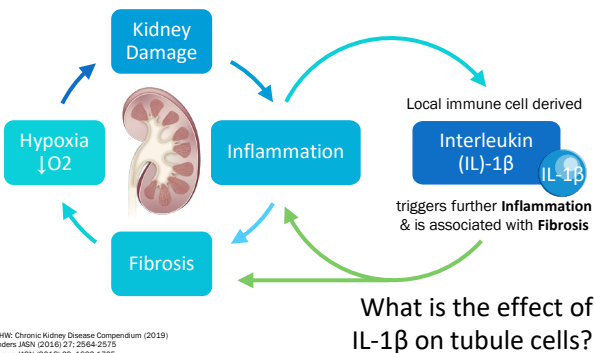 Kidney
Damage
Hypoxia
↓O2
Inflammation
Fibrosis
Local immune cell derived
Interleukin
(IL)-1β
IL-1β
triggers further Inflammation
& is associated with Fibrosis
What is the effect of
IL-1β on tubule cells?
HW: Chronic Kidney Disease Compendium (2019)
nders JASN (2016) 27; 2564-2575